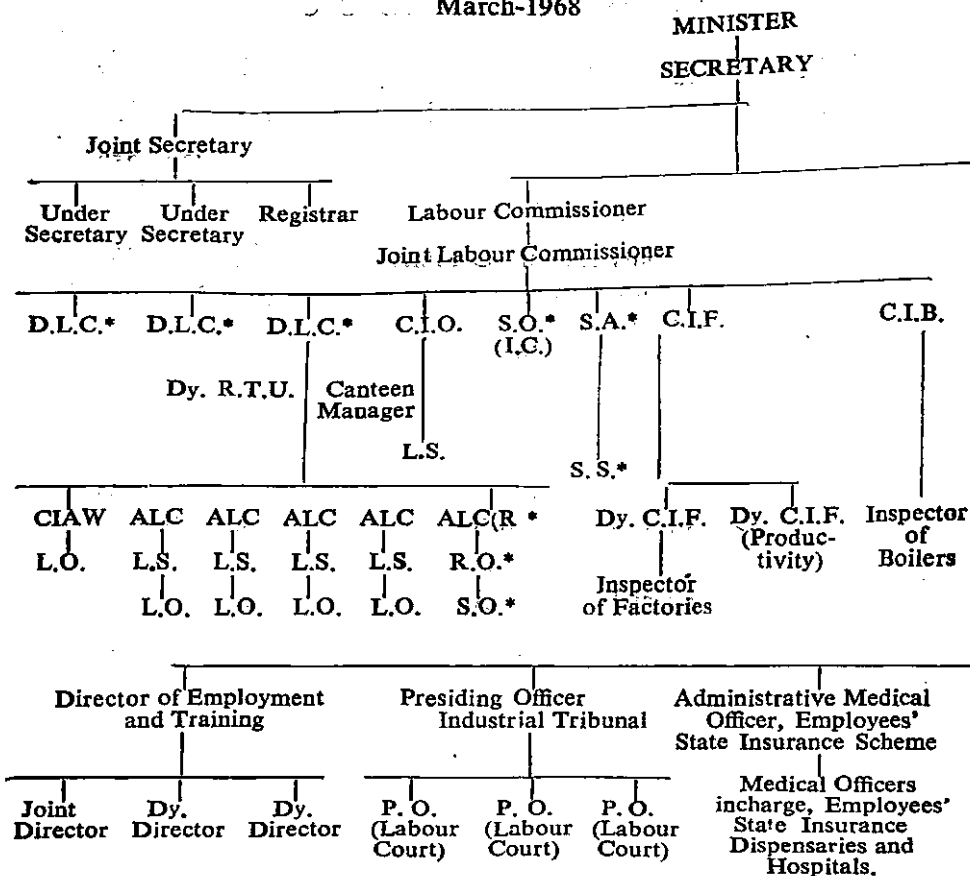 March-1968
MINISTER
SECRETARY
Joint Secretary
Under Secretary Under Secretary Registrar
Labour Commissioner
Joint Labour Commissioner
D.L.C.* D.L.C.* D.L.C.* C.I.O. S.O.* (I.C.) S.A.* C.I.F. C.I.B.
Dy. R.T.U. Canteen Manager
L.S.
S.S.*
CIAW ALC ALC ALC ALC ALC(R * Dy. C.I.F. Dy. C.I.F. (Produc-tivity) Inspector of Boilers
L.O. L.S. L.S. L.S. L.S. R.O.*
L.O. L.O. L.O. L.O. S.O.* Inspector of Factories
Director of Employment and Training
Presiding Officer Industrial Tribunal
Administrative Medical Officer, Employees' State Insurance Scheme
Joint Director Dy. Director Dy. Director
P. O. (Labour Court) P. O. (Labour Court) P. O. (Labour Court)
Medical Officers incharge, Employees' State Insurance Dispensaries and Hospitals.